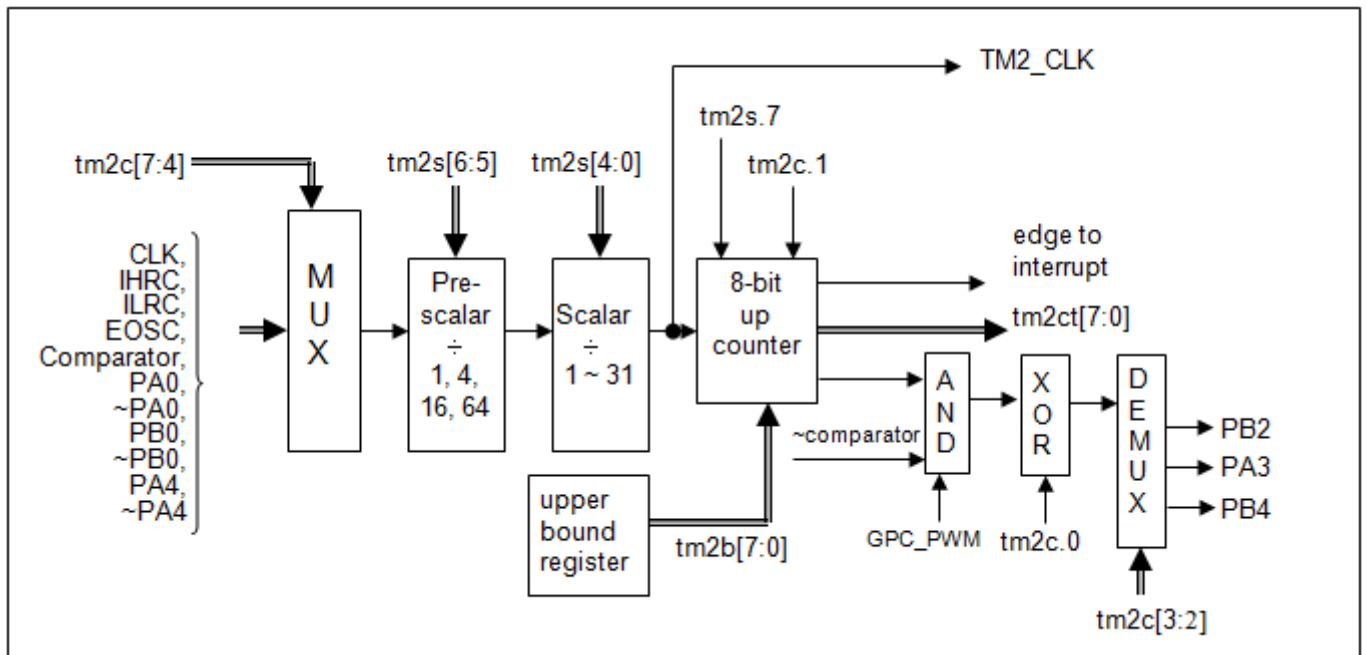 TM2_CLK
tm2s.7
tm2c[7:4]
tm2s[6:5]
tm2s[4:0]
tm2c.1
CLK,
IHRC,
ILRC,
EOSC,
Comparator,
PA0,
~PA0,
PB0,
~PB0,
PA4,
~PA4
M
U
X
Pre-
scalar
÷
1, 4,
16, 64
Scalar
÷
1 ~ 31
8-bit
up
counter
edge to
interrupt
tm2ct[7:0]
upper
bound
register
tm2b[7:0]
~comparator
A
N
D
GPC_PWM
X
O
R
tm2c.0
D
E
M
U
X
PB2
PA3
PB4
tm2c[3:2]